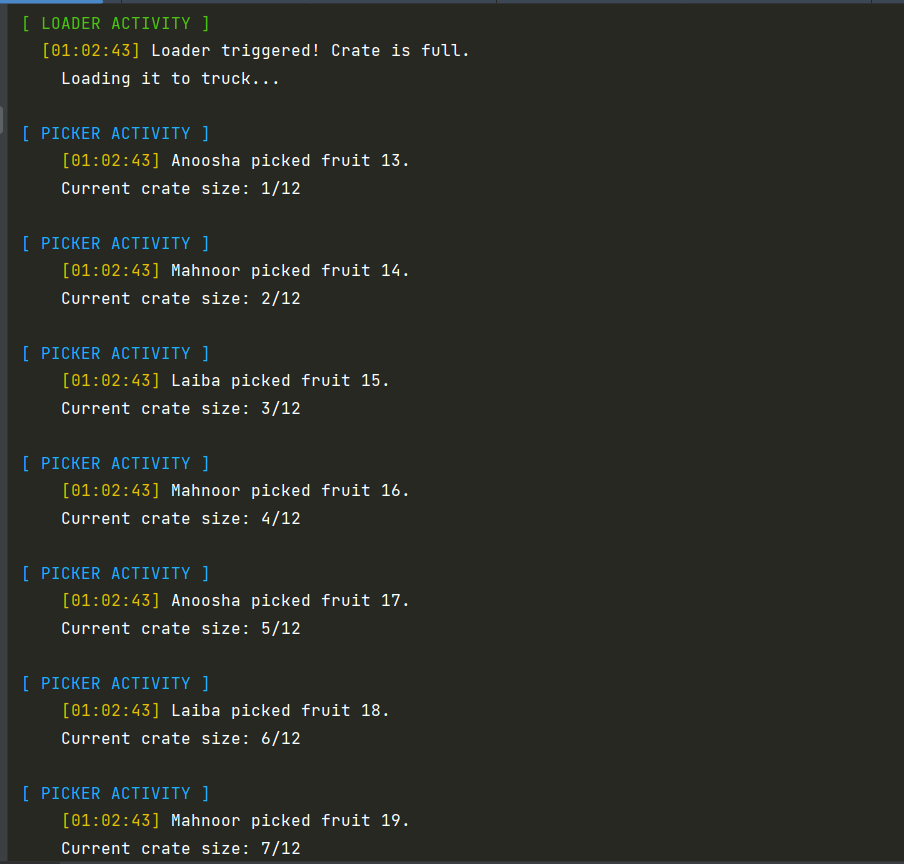 [ LOADER ACTIVITY ]
[01:02:43] Loader triggered! Crate is full.
Loading it to truck...
[ PICKER ACTIVITY ]
[01:02:43] Anoosha picked fruit 13.
Current crate size: 1/12
[ PICKER ACTIVITY ]
[01:02:43] Mahnoor picked fruit 14.
Current crate size: 2/12
[ PICKER ACTIVITY ]
[01:02:43] Laiba picked fruit 15.
Current crate size: 3/12
[ PICKER ACTIVITY ]
[01:02:43] Mahnoor picked fruit 16.
Current crate size: 4/12
[ PICKER ACTIVITY ]
[01:02:43] Anoosha picked fruit 17.
Current crate size: 5/12
[ PICKER ACTIVITY ]
[01:02:43] Laiba picked fruit 18.
Current crate size: 6/12
[ PICKER ACTIVITY ]
[01:02:43] Mahnoor picked fruit 19.
Current crate size: 7/12